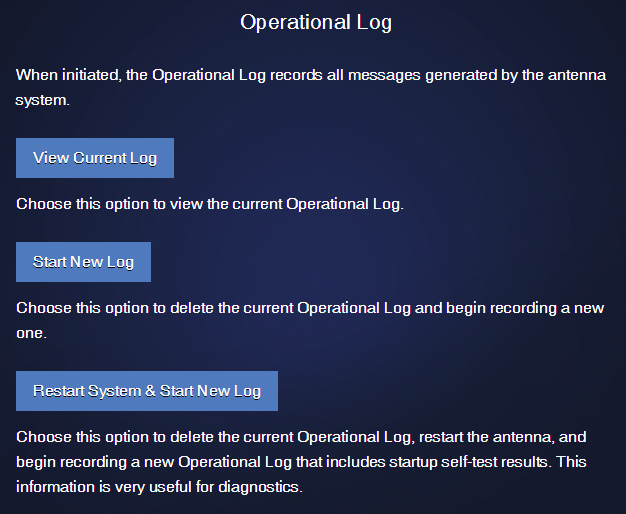 Operational Log
When initiated, the Operational Log records all messages generated by the antenna
system.
View Current Log
Choose this option to view the current Operational Log.
Start New Log
Choose this option to delete the current Operational Log and begin recording a new
one.
Restart System & Start New Log
Choose this option to delete the current Operational Log, restart the antenna, and
begin recording a new Operational Log that includes startup self-test results. This
information is very useful for diagnostics.